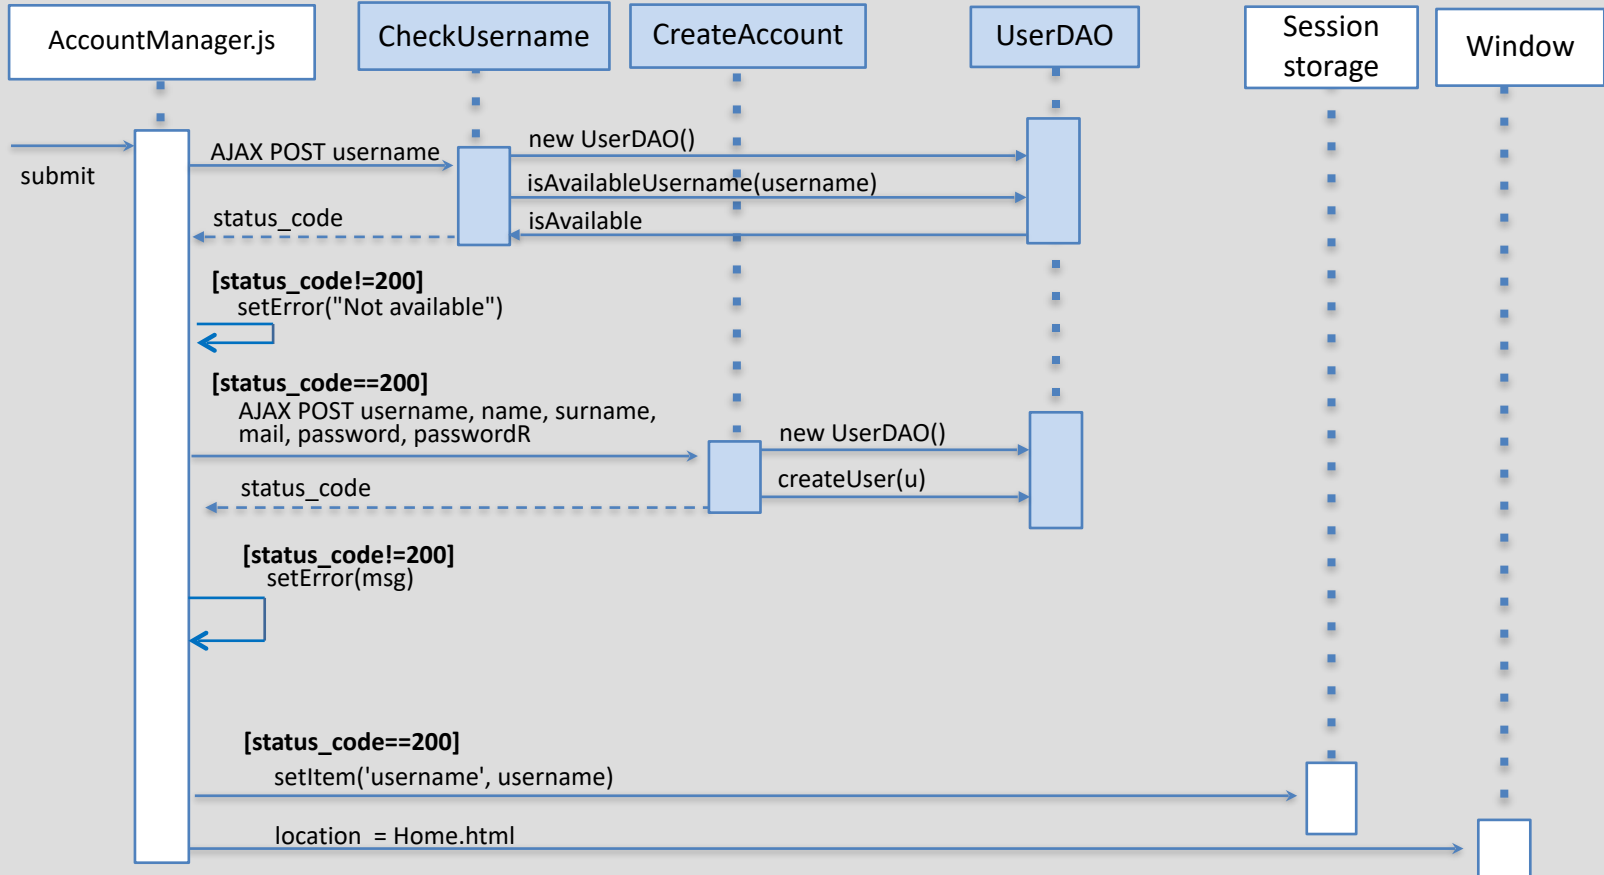 AccountManager.js
CheckUsername
CreateAccount
UserDAO
Session
storage
Window
submit
AJAX POST username
new UserDAO()
isAvailableUsername(username)
isAvailable
status_code
[status_code!=200]
setError("Not available")
[status_code==200]
AJAX POST username, name, surname,
mail, password, passwordR
new UserDAO()
createUser(u)
status_code
[status_code!=200]
setError(msg)
[status_code==200]
setItem('username', username)
location = Home.html